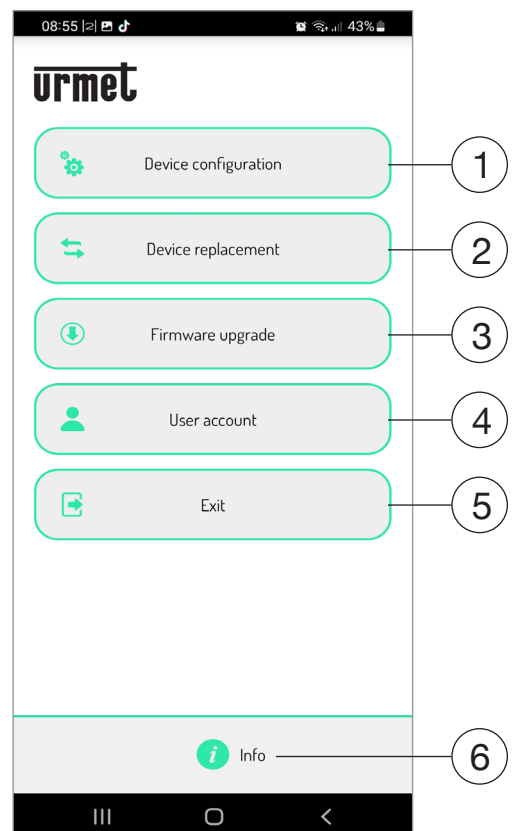 08:55 |2| 43%
urmet
Device configuration
1
Device replacement
2
Firmware upgrade
3
User account
4
Exit
5
i Info
6